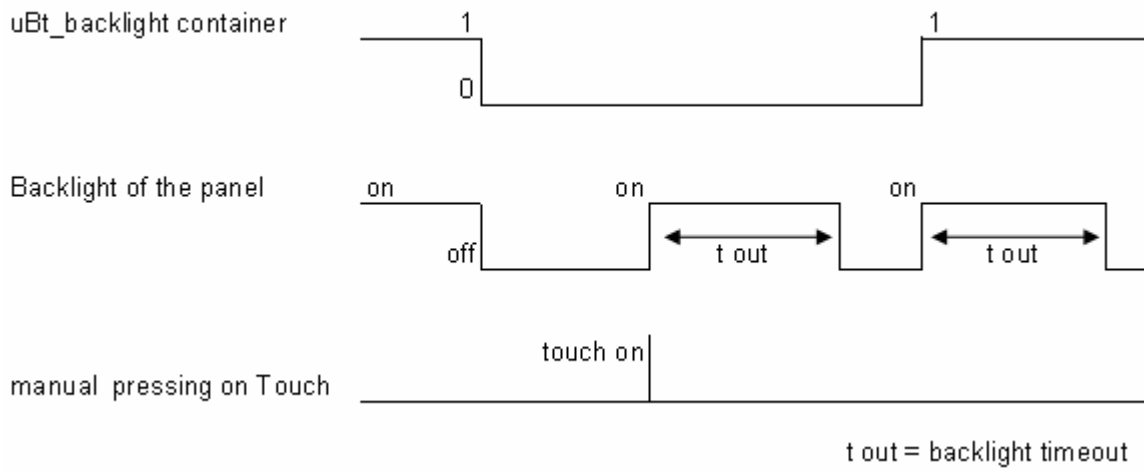 uBt_backlight container 1 1
0
Backlight of the panel on on on
off t out t out
touch on
manual pressing on Touch
t out = backlight timeout